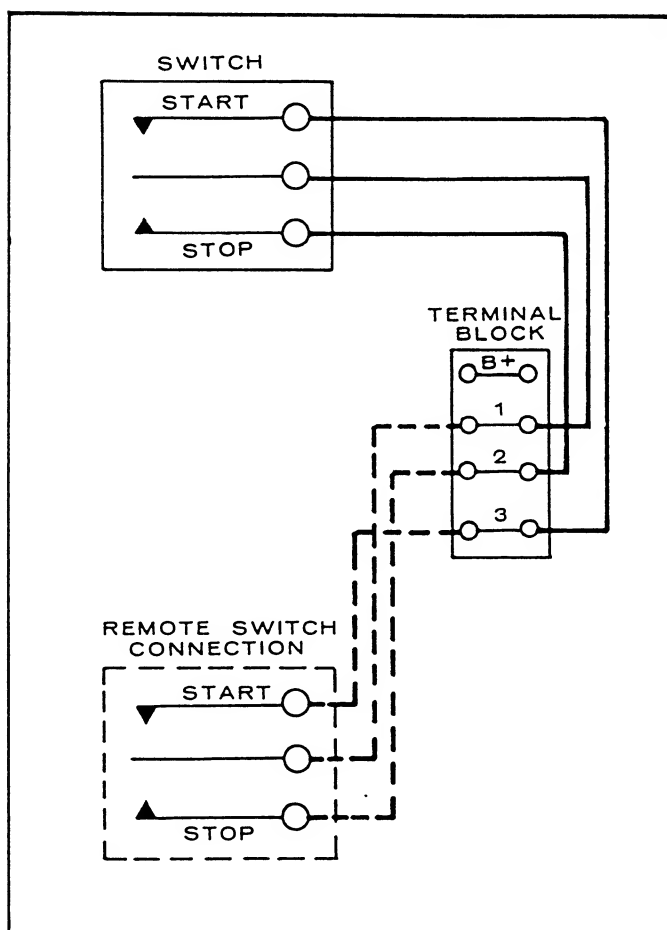 SWITCH
START
STOP
TERMINAL
BLOCK
B+
1
2
3
REMOTE SWITCH
CONNECTION
START
STOP